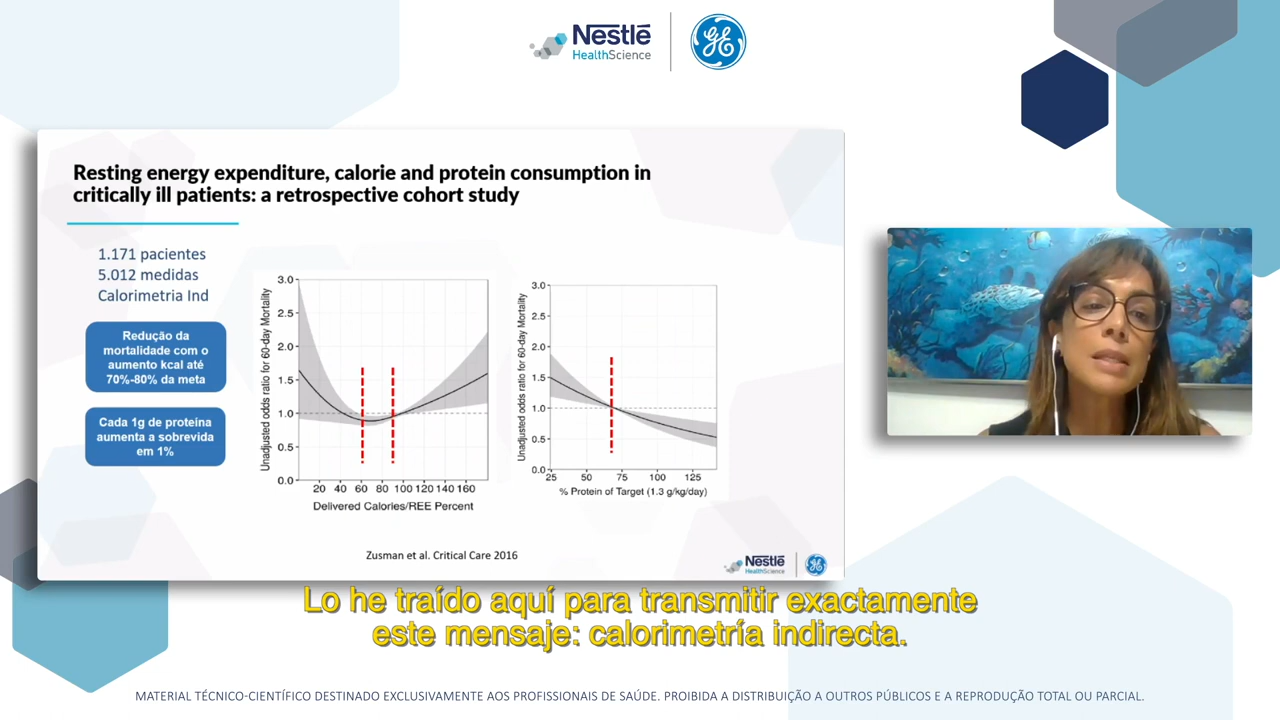 Nestlé
HealthScience
GE
Resting energy expenditure, calorie and protein consumption in
critically ill patients: a retrospective cohort study
1.171 pacientes
5.012 medidas
Calorimetria Ind
Redução da
mortalidade com o
aumento kcal até
70%-80% da meta
Cada 1g de proteína
aumenta a sobrevida
em 1%
Unadjusted odds ratio for 60-day Mortality
3.0
2.5
2.0
1.5
1.0
0.5
0.0
20 40 60 80 100 120 140 160
Delivered Calories/REE Percent
Unadjusted odds ratio for 60-day Mortality
3.0
2.5
2.0
1.5
1.0
0.5
0.0
25 50 75 100 125
% Protein of Target (1.3 g/kg/day)
Zusman et al. Critical Care 2016
Nestlé
HealthScience
GE
Lo he traído aquí para transmitir exactamente
este mensaje: calorimetría indirecta.
MATERIAL TÉCNICO-CIENTÍFICO DESTINADO EXCLUSIVAMENTE AOS PROFISSIONAIS DE SAÚDE. PROIBIDA A DISTRIBUIÇÃO A OUTROS PÚBLICOS E A REPRODUÇÃO TOTAL OU PARCIAL.